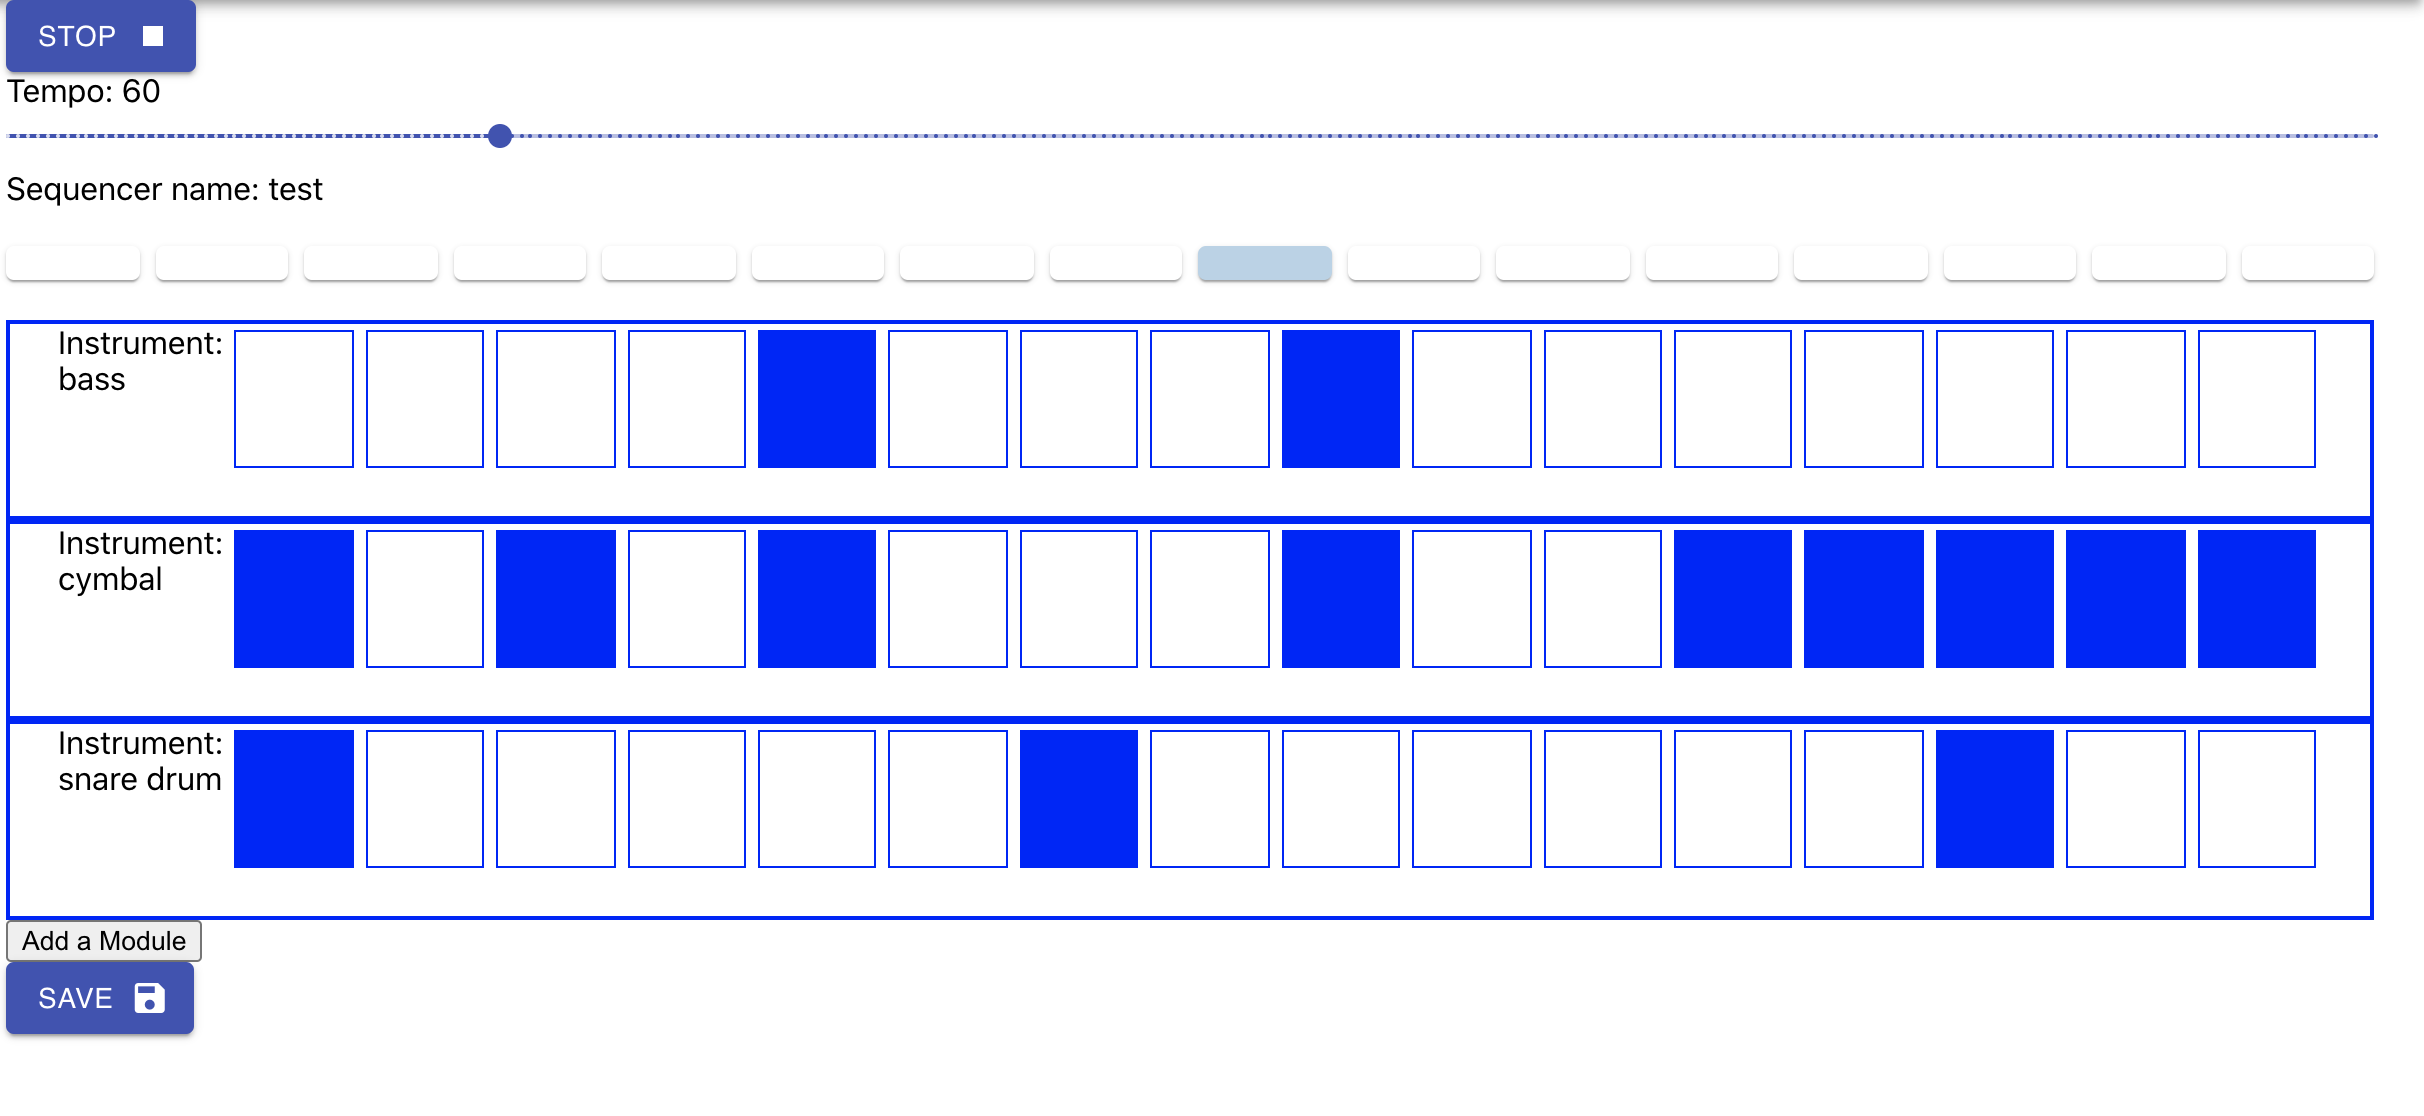 STOP
Tempo: 60
Sequencer name: test
Instrument:
bass
Instrument:
cymbal
Instrument:
snare drum
Add a Module
SAVE